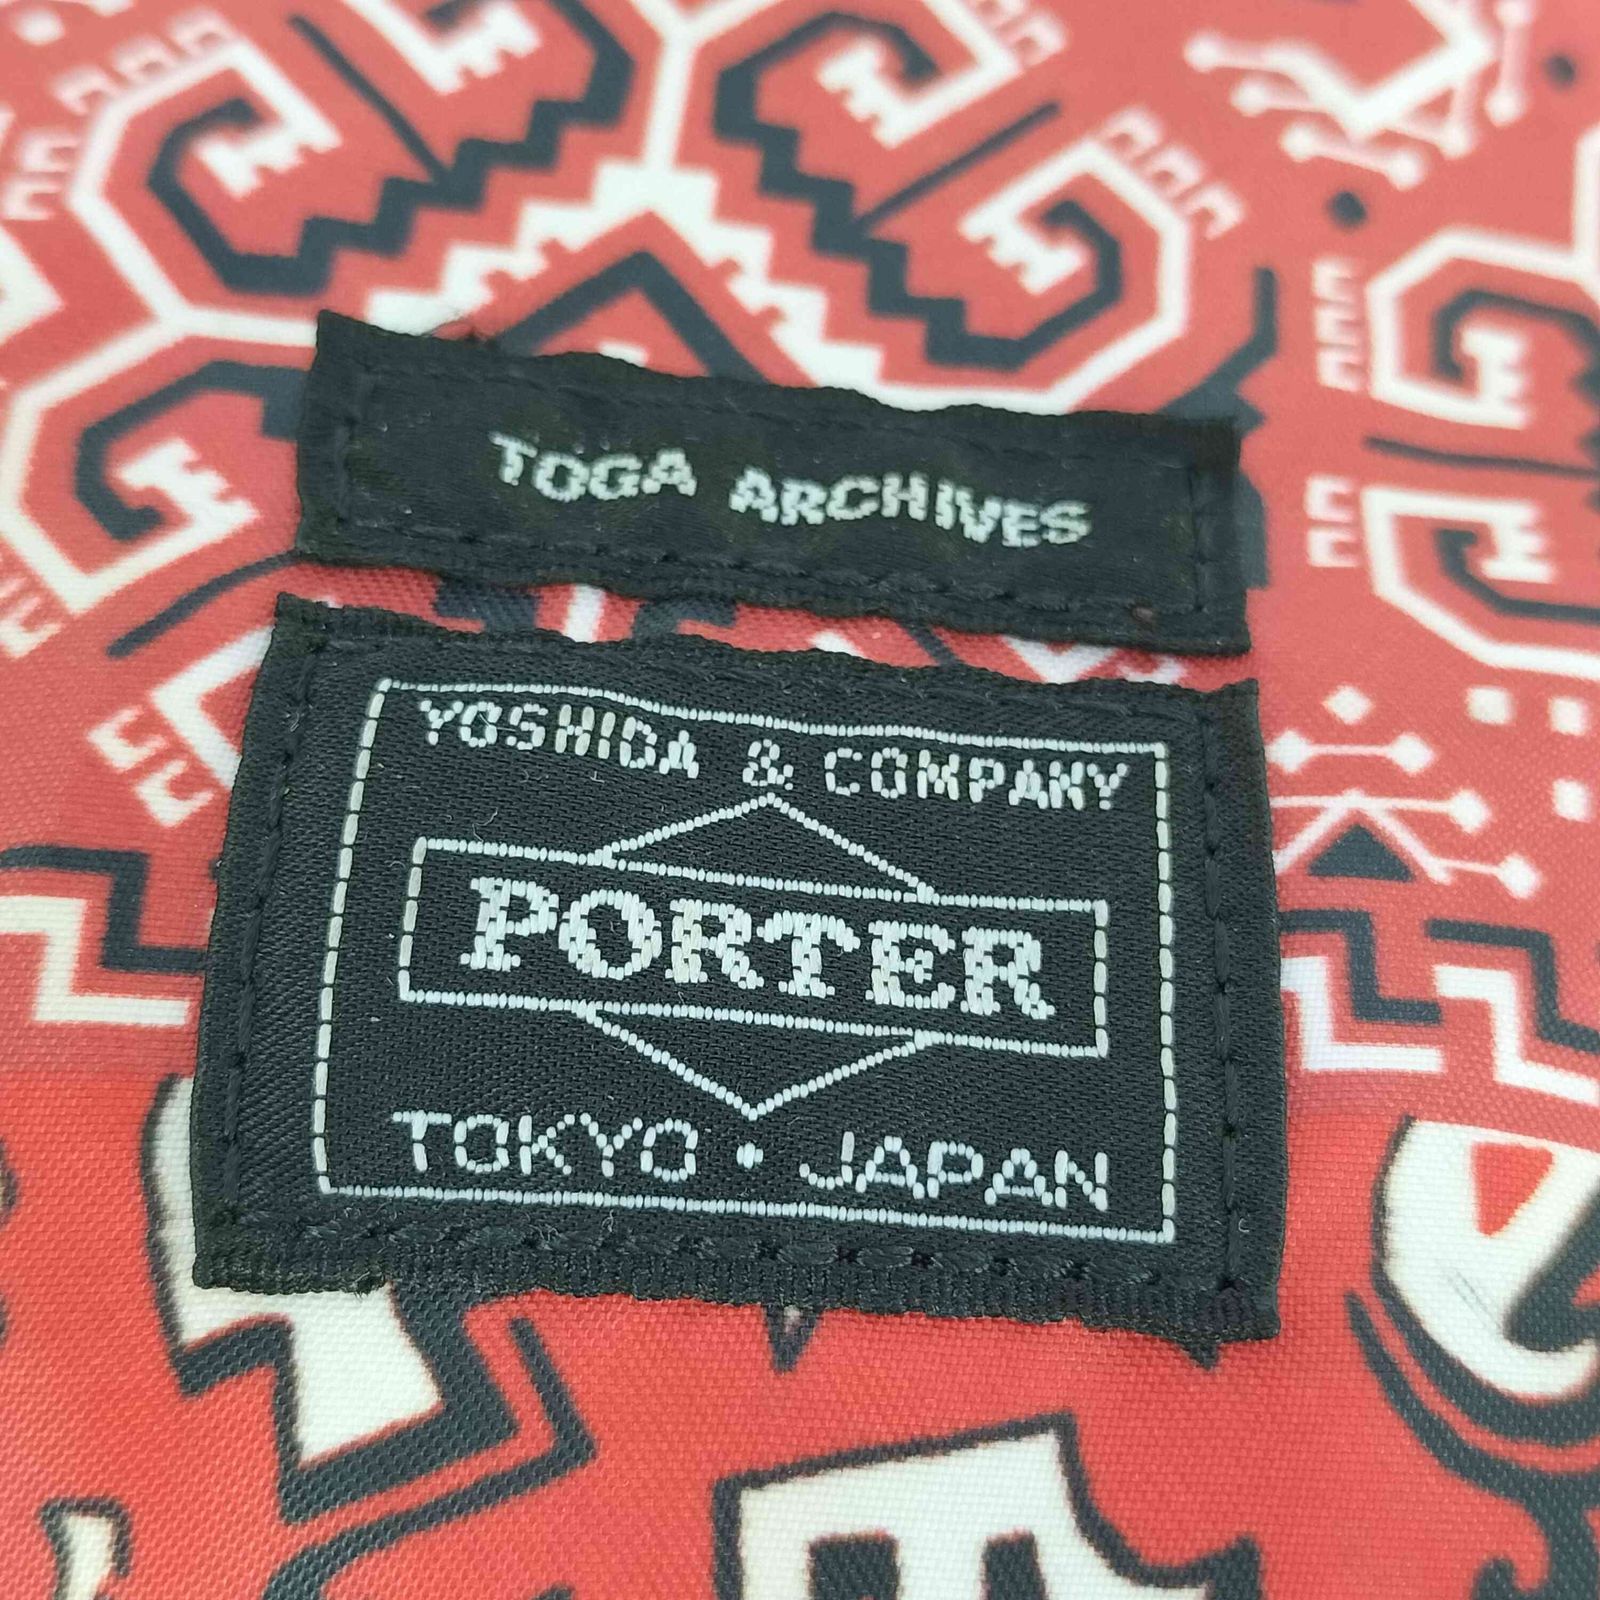 TOGA ARCHIVES
YOSHIDA & COMPANY
PORTER
TOKYO • JAPAN